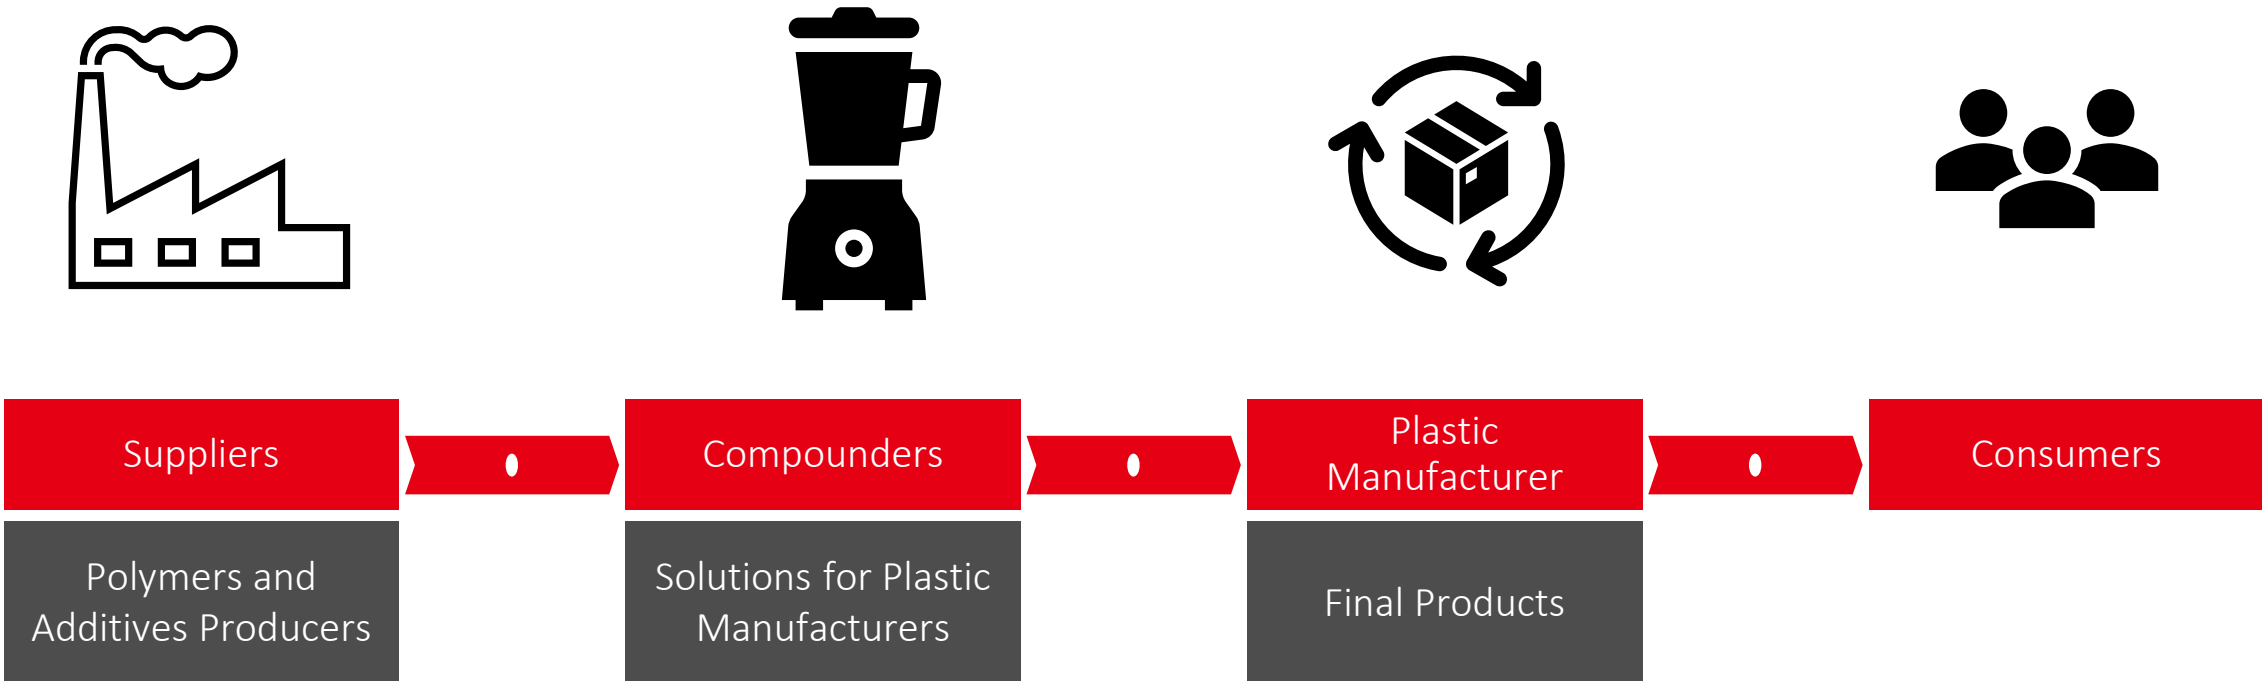 Suppliers
Compounders
Plastic
Manufacturer
Consumers
Polymers and
Additives Producers
Solutions for Plastic
Manufacturers
Final Products